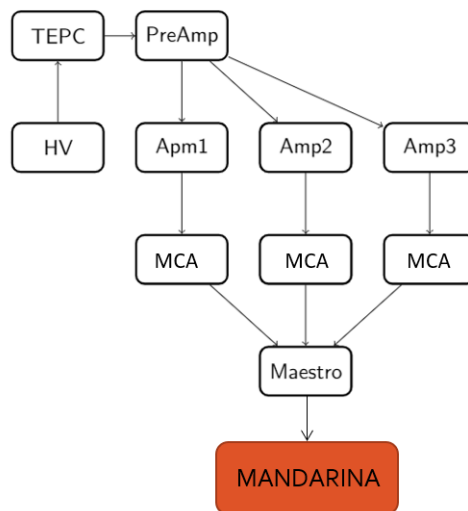 TEPC
PreAmp
HV
Apm1
Amp2
Amp3
MCA
MCA
MCA
Maestro
MANDARINA